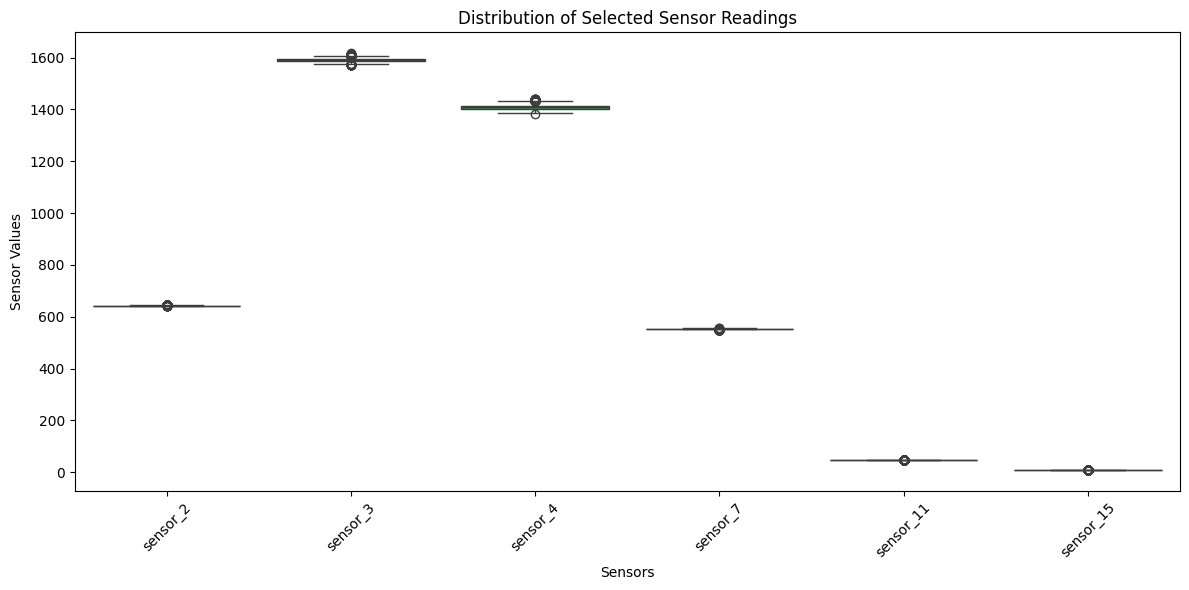 Distribution of Selected Sensor Readings
Sensor Values
1600
1400
1200
1000
800
600
400
200
0
sensor_2
sensor_3
sensor_4
sensor_7
sensor_11
sensor_15
Sensors